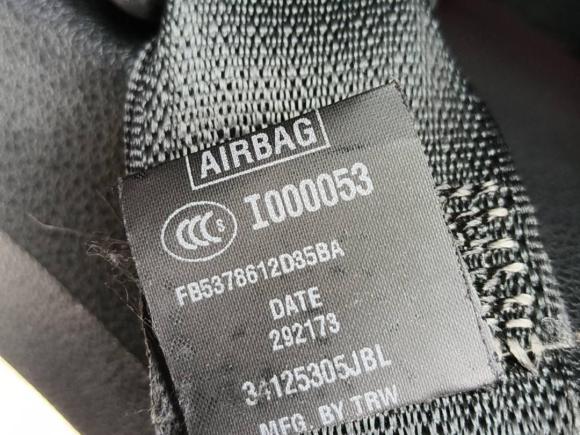 AIRBAG
CCC S I000053
FB5378612D35BA
DATE
292173
34125305JBL
MFG. BY TRW